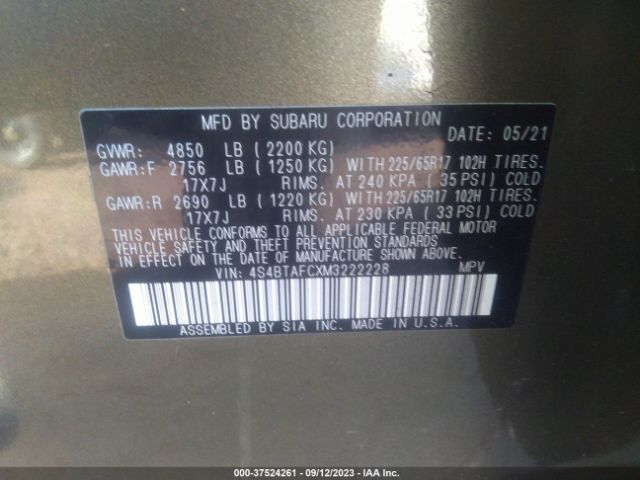 MFD BY SUBARU CORPORATION
DATE: 05/21
GVWR: 4850 LB (2200 KG)
GAWR:F 2756 LB (1250 KG) WITH 225/65R17 102H TIRES.
17X7J RIMS. AT 240 KPA (35 PSI) COLD
GAWR:R 2690 LB (1220 KG) WITH 225/65R17 102H TIRES.
17X7J RIMS. AT 230 KPA (33 PSI) COLD
THIS VEHICLE CONFORMS TO ALL APPLICABLE FEDERAL MOTOR
VEHICLE SAFETY AND THEFT PREVENTION STANDARDS
IN EFFECT ON THE DATE OF MANUFACTURE SHOWN ABOVE.
VIN: 4S4BTAFCXM3222228 MPV
ASSEMBLED BY SIA INC. MADE IN U.S.A.
000-37524261 - 09/12/2023 - IAA Inc.